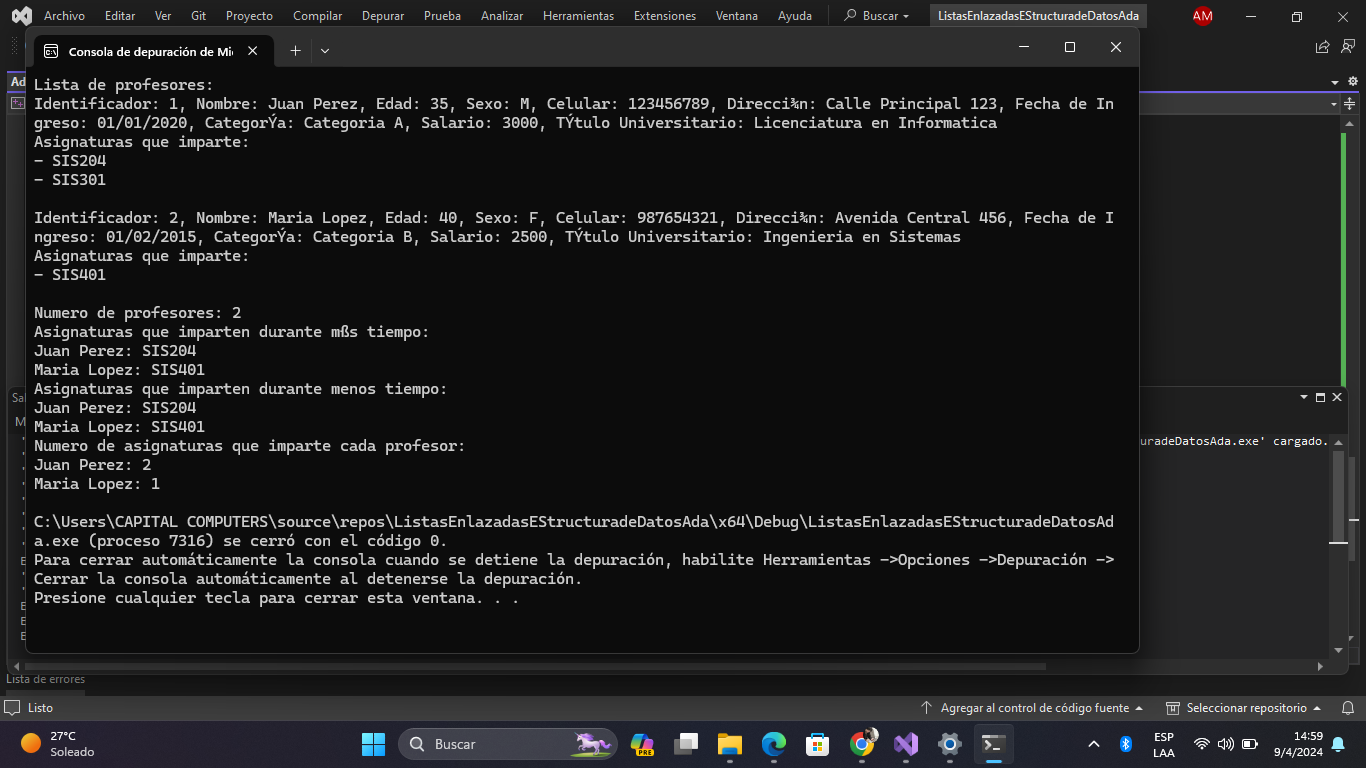 Archivo Editar Ver Git Proyecto Compilar Depurar Prueba Analizar Herramientas Extensiones Ventana Ayuda Buscar ListasEnlazadasEStructuradeDatosAda AM
Consola de depuración de Mi
Ad
Lista de profesores:
Identificador: 1, Nombre: Juan Perez, Edad: 35, Sexo: M, Celular: 123456789, Direcci¾n: Calle Principal 123, Fecha de In
greso: 01/01/2020, CategorÝa: Categoria A, Salario: 3000, TÝtulo Universitario: Licenciatura en Informatica
Asignaturas que imparte:
- SIS204
- SIS301
Identificador: 2, Nombre: Maria Lopez, Edad: 40, Sexo: F, Celular: 987654321, Direcci¾n: Avenida Central 456, Fecha de I
ngreso: 01/02/2015, CategorÝa: Categoria B, Salario: 2500, TÝtulo Universitario: Ingenieria en Sistemas
Asignaturas que imparte:
- SIS401
Numero de profesores: 2
Asignaturas que imparten durante mßs tiempo:
Juan Perez: SIS204
Maria Lopez: SIS401
Asignaturas que imparten durante menos tiempo:
Juan Perez: SIS204
Maria Lopez: SIS401
Numero de asignaturas que imparte cada profesor:
Juan Perez: 2
Maria Lopez: 1
C:\Users\CAPITAL COMPUTERS\source\repos\ListasEnlazadasEStructuradeDatosAda\x64\Debug\ListasEnlazadasEStructuradeDatosAd
a.exe (proceso 7316) se cerró con el código 0.
Para cerrar automáticamente la consola cuando se detiene la depuración, habilite Herramientas ->Opciones ->Depuración ->
Cerrar la consola automáticamente al detenerse la depuración.
Presione cualquier tecla para cerrar esta ventana. . .
Sa
M
uradeDatosAda.exe' cargado.
Lista de errores
Listo Agregar al control de código fuente Seleccionar repositorio
27°C
Soleado
Buscar
PRE
ESP
LAA
14:59
9/4/2024